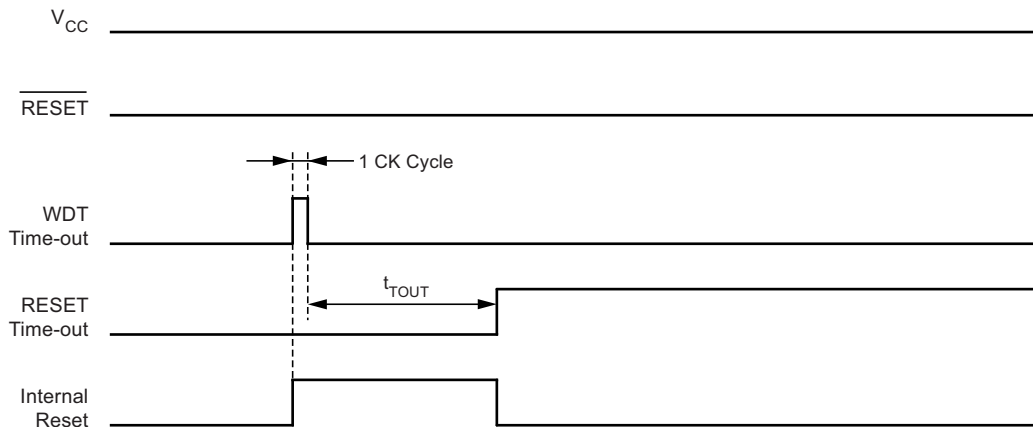 VCC
RESET
1 CK Cycle
WDT
Time-out
tTOUT
RESET
Time-out
Internal
Reset